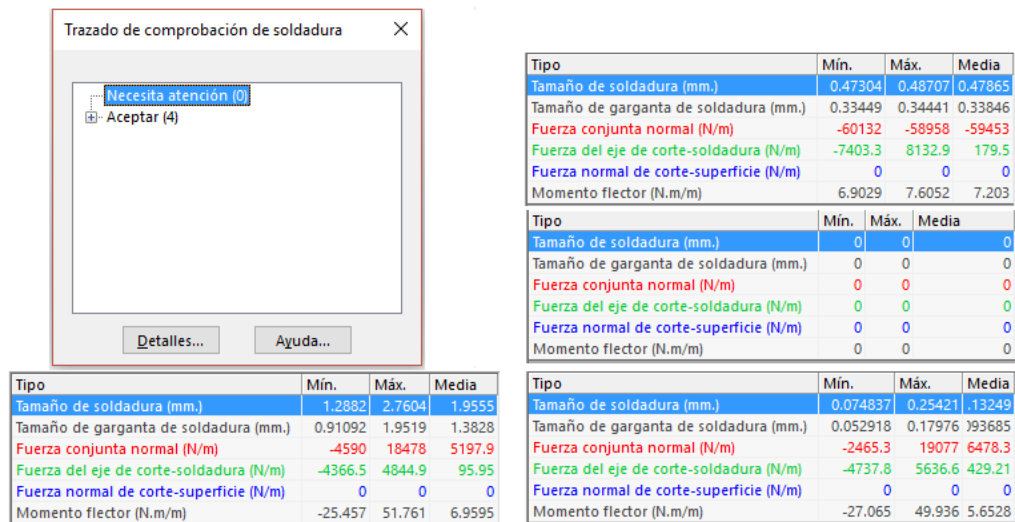 Trazado de comprobación de soldadura
Necesita atención (0)
Aceptar (4)
Detalles... Ayuda...
Tipo Mín. Máx. Media
Tamaño de soldadura (mm.) 0.47304 0.48707 0.47865
Tamaño de garganta de soldadura (mm.) 0.33449 0.34441 0.33846
Fuerza conjunta normal (N/m) -60132 -58958 -59453
Fuerza del eje de corte-soldadura (N/m) -7403.3 8132.9 179.5
Fuerza normal de corte-superficie (N/m) 0 0 0
Momento flector (N.m/m) 6.9029 7.6052 7.203
Tipo Mín. Máx. Media
Tamaño de soldadura (mm.) 0 0 0
Tamaño de garganta de soldadura (mm.) 0 0 0
Fuerza conjunta normal (N/m) 0 0 0
Fuerza del eje de corte-soldadura (N/m) 0 0 0
Fuerza normal de corte-superficie (N/m) 0 0 0
Momento flector (N.m/m) 0 0 0
Tipo Mín. Máx. Media
Tamaño de soldadura (mm.) 1.2882 2.7604 1.9555
Tamaño de garganta de soldadura (mm.) 0.91092 1.9519 1.3828
Fuerza conjunta normal (N/m) -4590 18478 5197.9
Fuerza del eje de corte-soldadura (N/m) -4366.5 4844.9 95.95
Fuerza normal de corte-superficie (N/m) 0 0 0
Momento flector (N.m/m) -25.457 51.761 6.9595
Tipo Mín. Máx. Media
Tamaño de soldadura (mm.) 0.074837 0.25421 .13249
Tamaño de garganta de soldadura (mm.) 0.052918 0.17976 93685
Fuerza conjunta normal (N/m) -2465.3 19077 6478.3
Fuerza del eje de corte-soldadura (N/m) -4737.8 5636.6 429.21
Fuerza normal de corte-superficie (N/m) 0 0 0
Momento flector (N.m/m) -27.065 49.936 5.6528